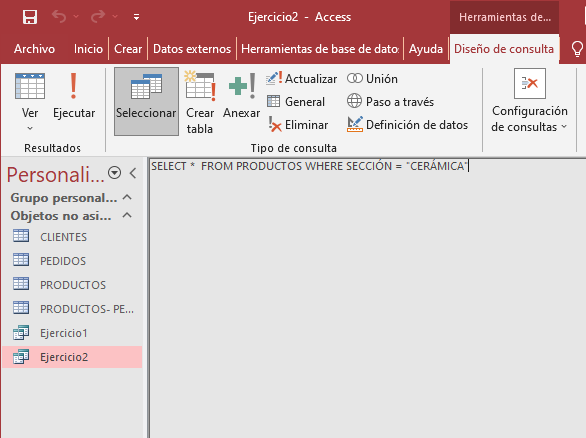 Ejercicio2 - Access
Herramientas de...
Archivo Inicio Crear Datos externos Herramientas de base de dato Ayuda Diseño de consulta
Ver Ejecutar
Resultados
Seleccionar Crear tabla Anexar
Actualizar
General
Eliminar
Unión
Paso a través
Definición de datos
Tipo de consulta
Configuración
de consultas
Personali...
Grupo personal...
Objetos no asi...
CLIENTES
PEDIDOS
PRODUCTOS
PRODUCTOS- PE...
Ejercicio1
Ejercicio2
SELECT * FROM PRODUCTOS WHERE SECCIÓN = "CERÁMICA"